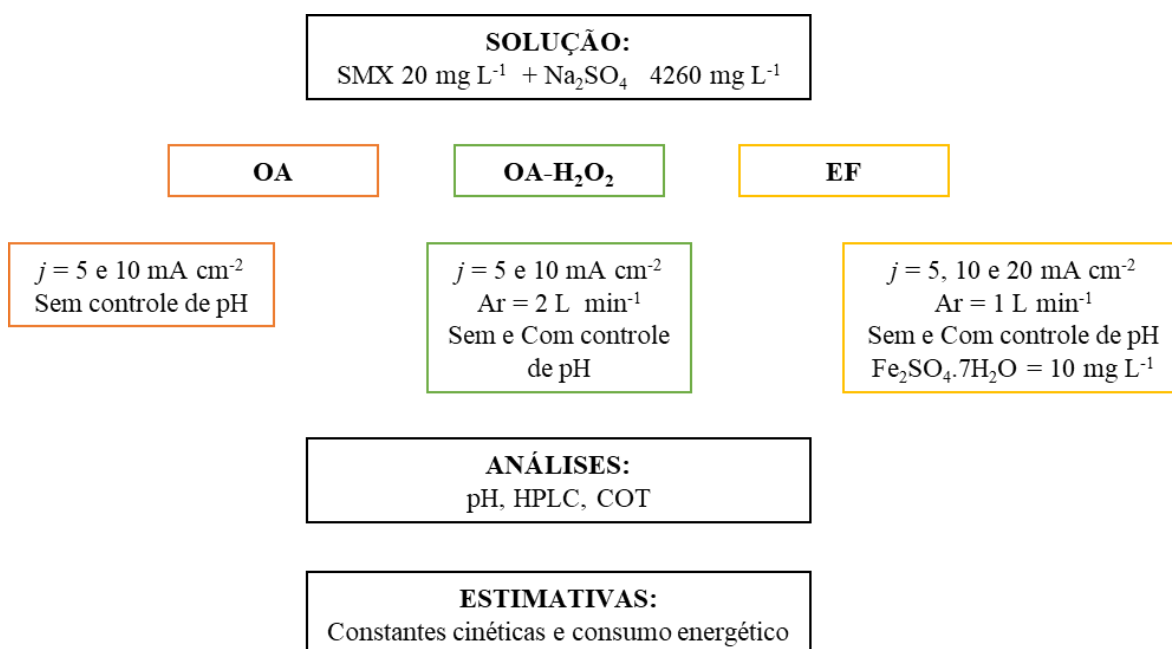 SOLUÇÃO:
SMX 20 mg L⁻¹ + Na₂SO₄ 4260 mg L⁻¹
OA
OA-H₂O₂
EF
j = 5 e 10 mA cm⁻²
Sem controle de pH
j = 5 e 10 mA cm⁻²
Ar = 2 L min⁻¹
Sem e Com controle
de pH
j = 5, 10 e 20 mA cm⁻²
Ar = 1 L min⁻¹
Sem e Com controle de pH
Fe₂SO₄.7H₂O = 10 mg L⁻¹
ANÁLISES:
pH, HPLC, COT
ESTIMATIVAS:
Constantes cinéticas e consumo energético